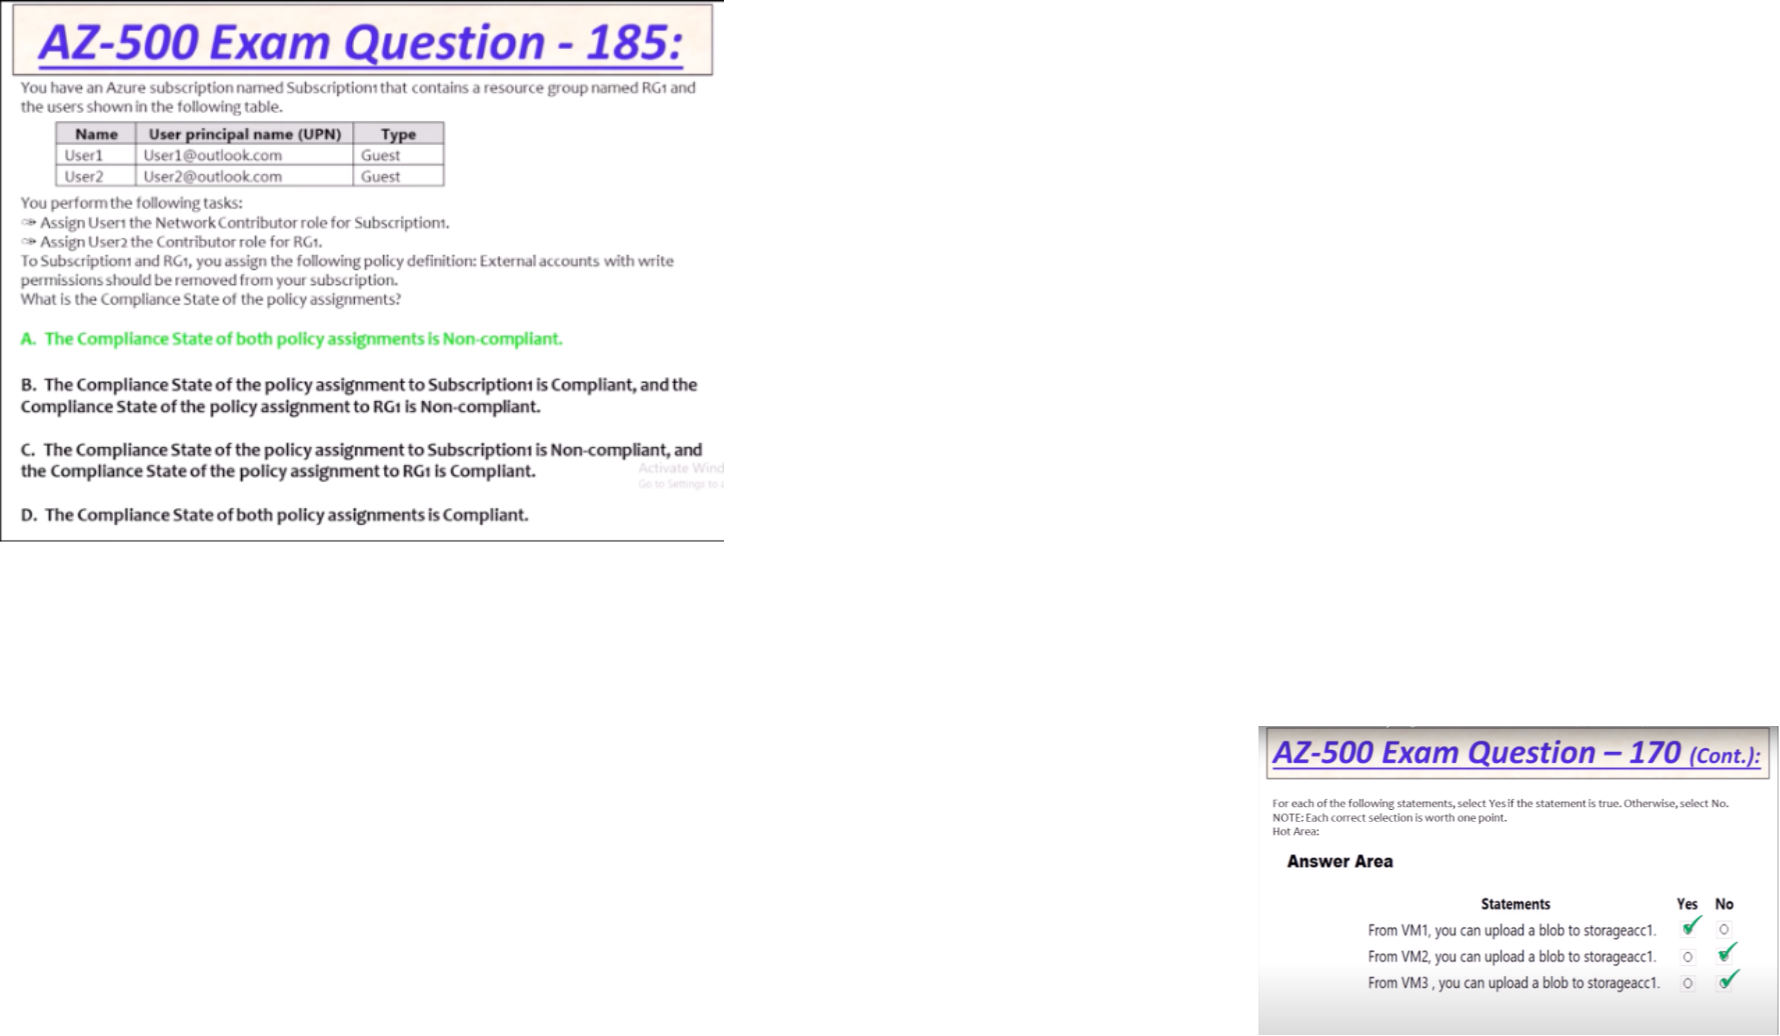 AZ-500 Exam Question - 185:
You have an Azure subscription named Subscription1 that contains a resource group named RG1 and
the users shown in the following table.
Name User principal name (UPN) Type
User1 User1@outlook.com Guest
User2 User2@outlook.com Guest
You perform the following tasks:
Assign User1 the Network Contributor role for Subscription1.
Assign User2 the Contributor role for RG1.
To Subscription1 and RG1, you assign the following policy definition: External accounts with write
permissions should be removed from your subscription.
What is the Compliance State of the policy assignments?
A. The Compliance State of both policy assignments is Non-compliant.
B. The Compliance State of the policy assignment to Subscription1 is Compliant, and the
Compliance State of the policy assignment to RG1 is Non-compliant.
C. The Compliance State of the policy assignment to Subscription1 is Non-compliant, and
the Compliance State of the policy assignment to RG1 is Compliant.
Activate Wind
Go to Settings to a
D. The Compliance State of both policy assignments is Compliant.
AZ-500 Exam Question – 170 (Cont.):
For each of the following statements, select Yes if the statement is true. Otherwise, select No.
NOTE: Each correct selection is worth one point.
Hot Area:
Answer Area
Statements Yes No
From VM1, you can upload a blob to storageacc1.
From VM2, you can upload a blob to storageacc1.
From VM3 , you can upload a blob to storageacc1.